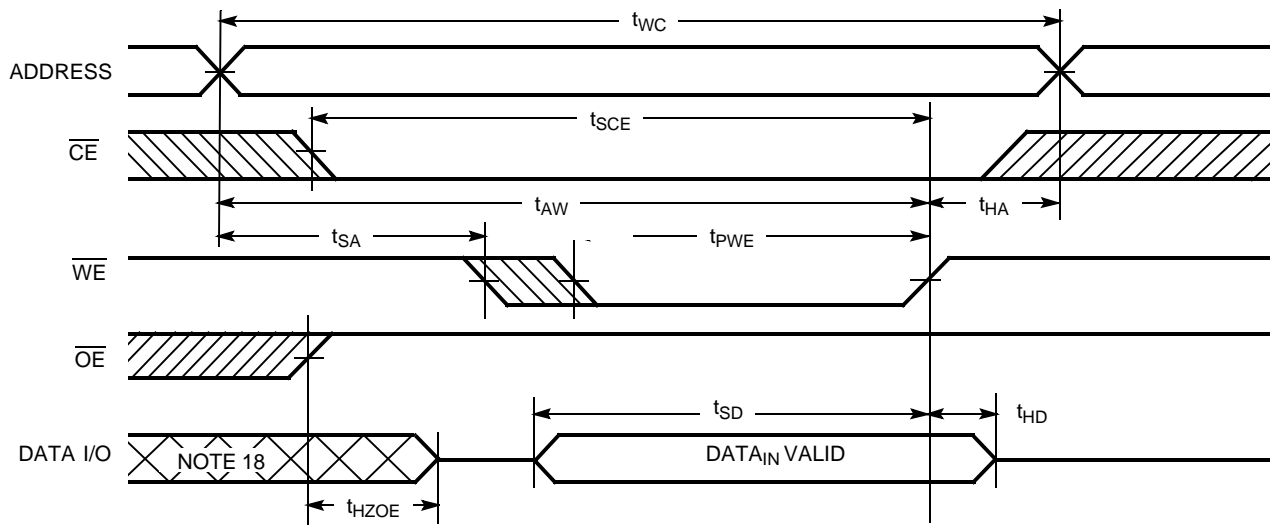 tWC
ADDRESS
tSCE
CE
tAW
tHA
tSA
tPWE
WE
OE
tSD
tHD
DATA I/O
NOTE 18
DATAIN VALID
tHZOE